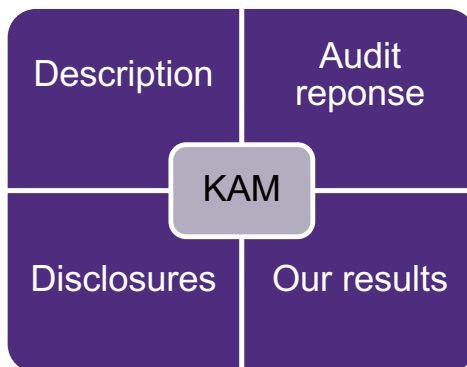 Description
Audit
reponse
KAM
Disclosures
Our results